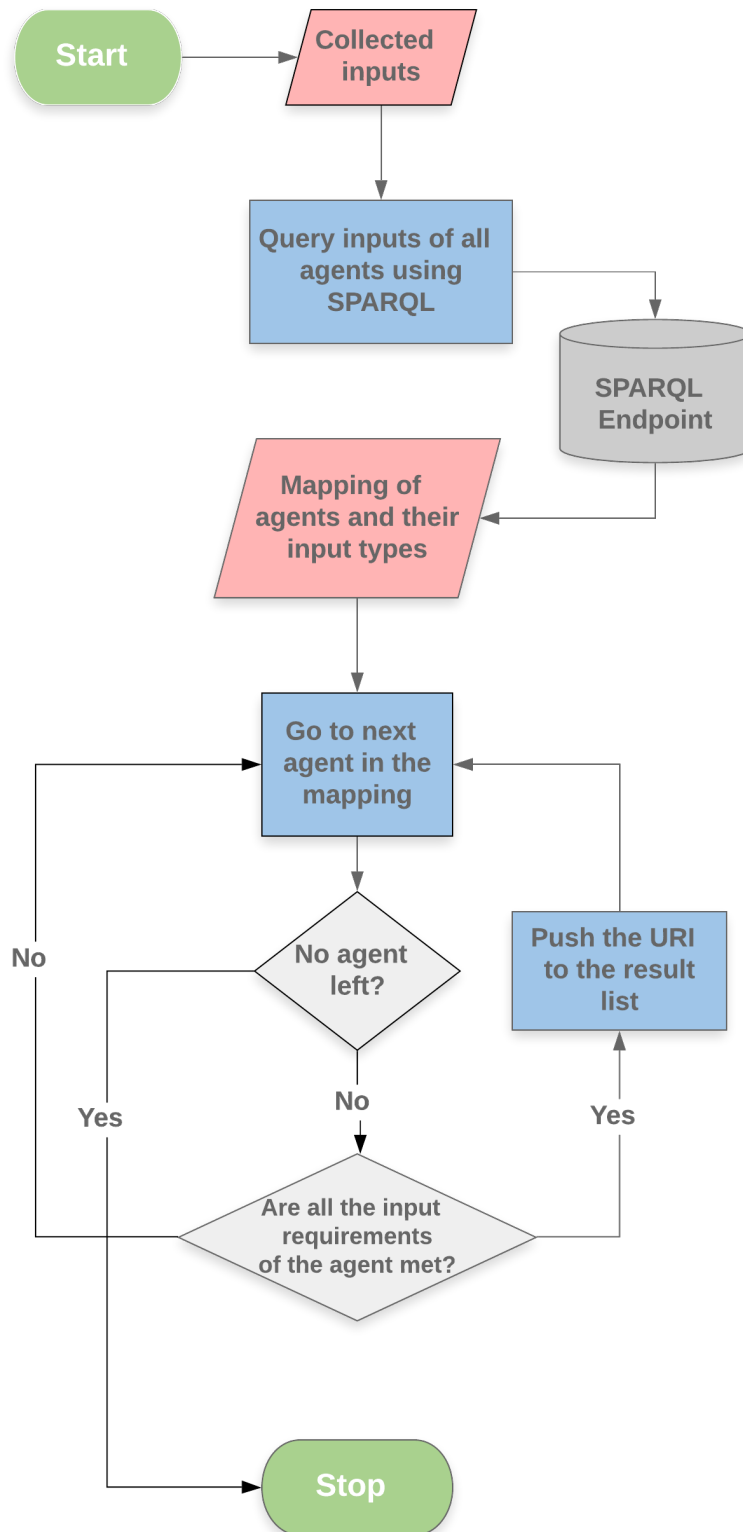 Start
Collected
inputs
Query inputs of all
agents using
SPARQL
SPARQL
Endpoint
Mapping of
agents and their
input types
Go to next
agent in the
mapping
No
No agent
left?
Push the URI
to the result
list
Yes
No
Yes
Are all the input
requirements
of the agent met?
Stop